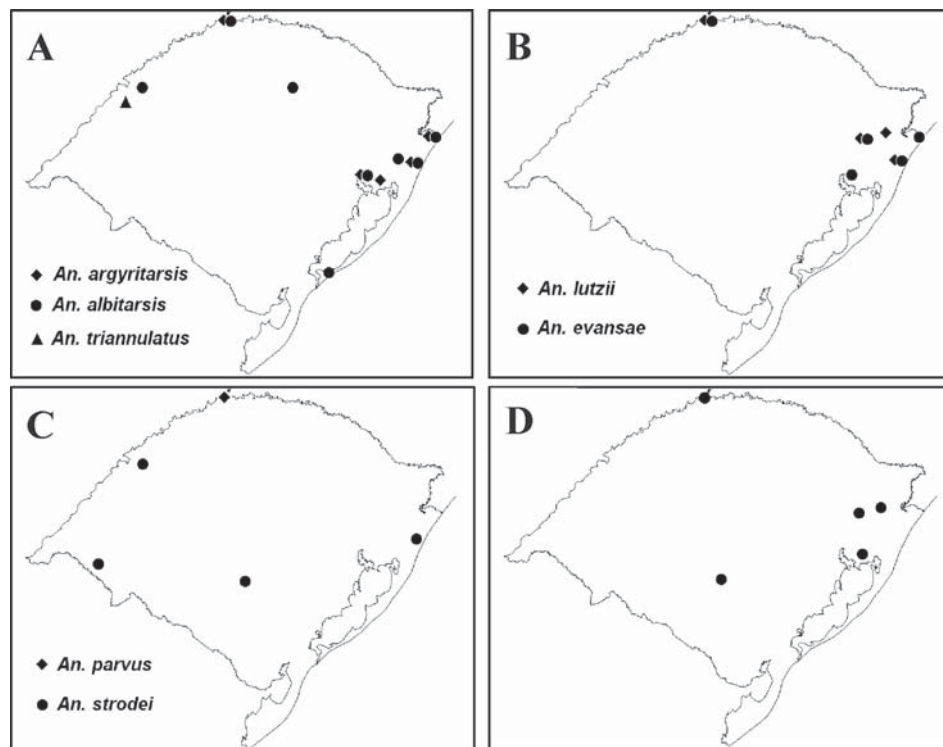 A
An. argyritarsis
An. albitarsis
An. triannulatus
B
An. lutzii
An. evansae
C
An. parvus
An. strodei
D